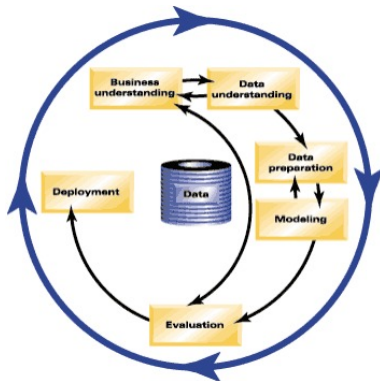 Business
understanding
Data
understanding
Data
preparation
Deployment
Data
Modeling
Evaluation